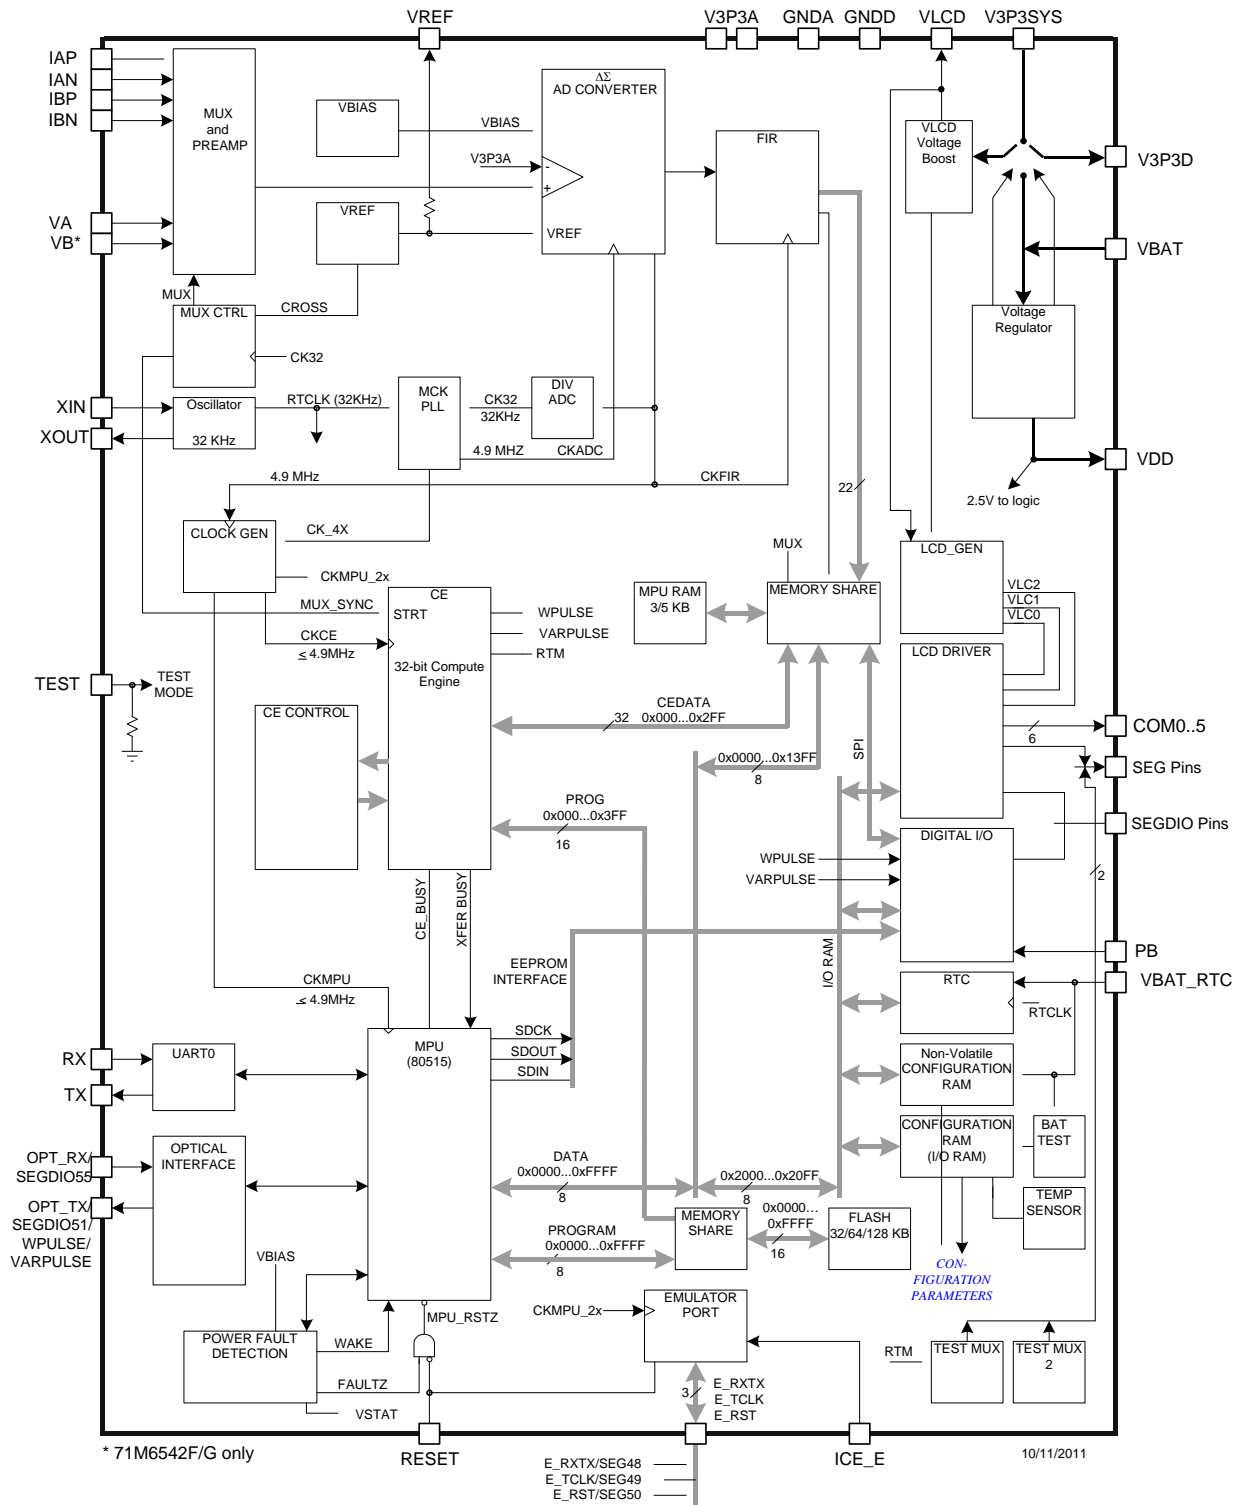 VREF
V3P3A
GNDA
GNDD
VLCD
V3P3SYS
IAP
IAN
IBP
IBN
VA
VB*
MUX
and
PREAMP
VBIAS
VBIAS
ΔΣ
AD CONVERTER
V3P3A
-
+
VREF
VREF
FIR
VLCD
Voltage
Boost
V3P3D
VBAT
Voltage
Regulator
VDD
2.5V to logic
MUX
MUX CTRL
CROSS
CK32
XIN
XOUT
Oscillator
32 KHz
RTCLK (32KHz)
MCK
PLL
CK32
32KHz
DIV
ADC
4.9 MHZ
CKADC
4.9 MHz
CKFIR
22
CLOCK GEN
CK_4X
CKMPU_2x
MUX_SYNC
CKCE
≤ 4.9MHz
CE
STRT
32-bit Compute
Engine
WPULSE
VARPULSE
RTM
MUX
MPU RAM
3/5 KB
MEMORY SHARE
LCD_GEN
VLC2
VLC1
VLC0
LCD DRIVER
TEST
TEST
MODE
CE CONTROL
CEDATA
32 0x000...0x2FF
0x0000...0x13FF
8
SPI
6
COM0..5
SEG Pins
SEGDIO Pins
PROG
0x000...0x3FF
16
DIGITAL I/O
WPULSE
VARPULSE
2
CE_BUSY
XFER BUSY
EEPROM
INTERFACE
I/O RAM
PB
VBAT_RTC
RTC
RTCLK
CKMPU
≤ 4.9MHz
RX
TX
UART0
MPU
(80515)
SDCK
SDOUT
SDIN
Non-Volatile
CONFIGURATION
RAM
CONFIGURATION
RAM
(I/O RAM)
BAT
TEST
TEMP
SENSOR
OPT_RX/
SEGDIO55
OPT_TX/
SEGDIO51/
WPULSE/
VARPULSE
OPTICAL
INTERFACE
DATA
0x0000...0xFFFF
8
0x2000...0x20FF
8
PROGRAM
0x0000...0xFFFF
8
MEMORY
SHARE
0x0000...
0xFFFF
16
FLASH
32/64/128 KB
CON-
FIGURATION
PARAMETERS
VBIAS
POWER FAULT
DETECTION
WAKE
FAULTZ
VSTAT
MPU_RSTZ
CKMPU_2x
EMULATOR
PORT
3
E_RXTX
E_TCLK
E_RST
RTM
TEST MUX
TEST MUX
2
* 71M6542F/G only
RESET
ICE_E
10/11/2011
E_RXTX/SEG48
E_TCLK/SEG49
E_RST/SEG50